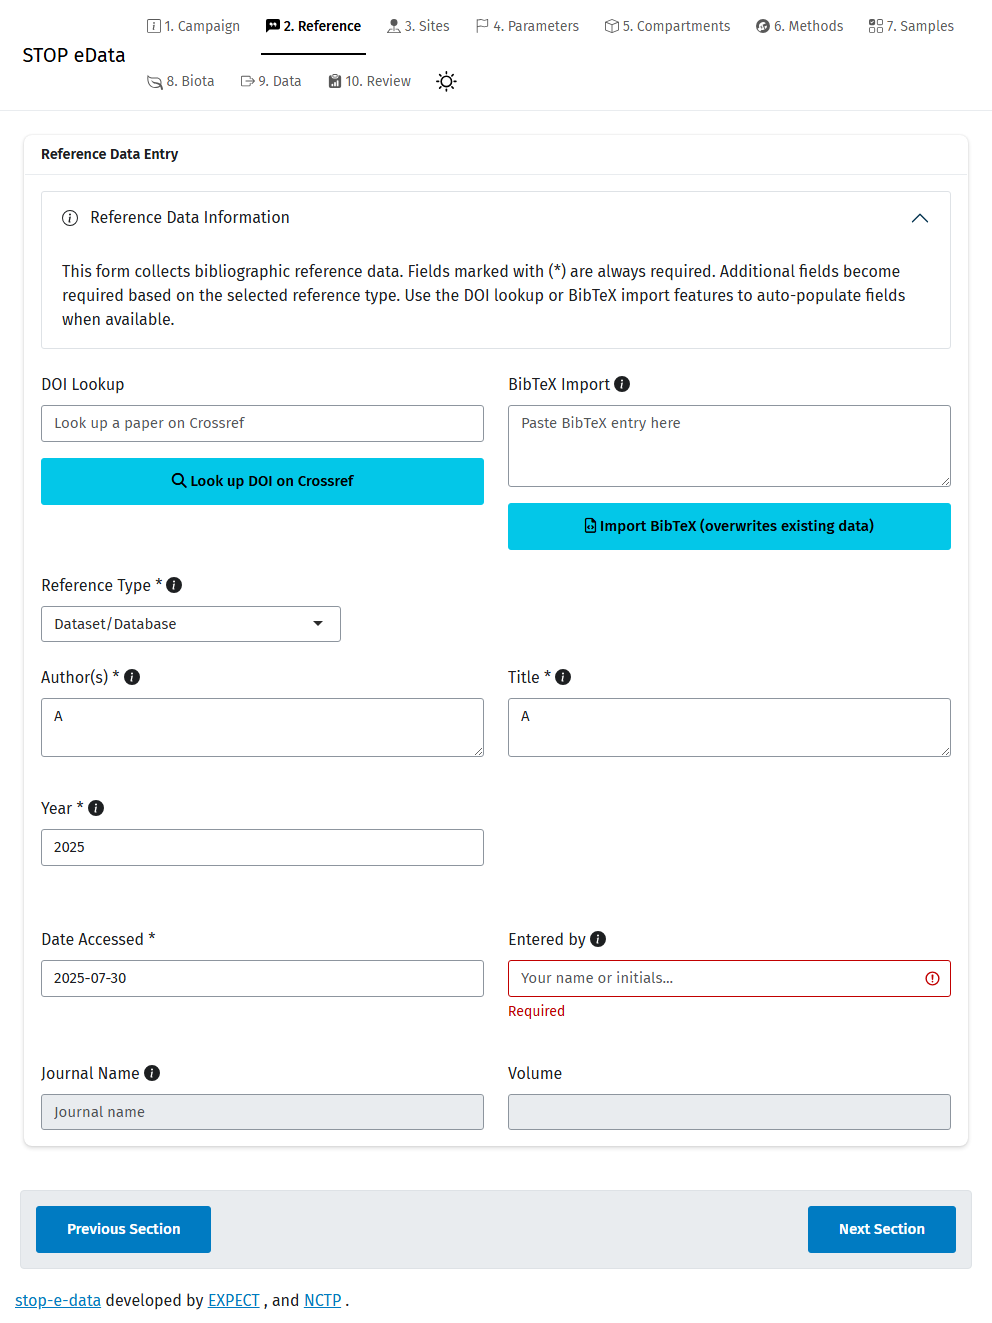 STOP eData
1. Campaign
2. Reference
3. Sites
4. Parameters
5. Compartments
6. Methods
7. Samples
8. Biota
9. Data
10. Review
Reference Data Entry
Reference Data Information
This form collects bibliographic reference data. Fields marked with (*) are always required. Additional fields become
required based on the selected reference type. Use the DOI lookup or BibTeX import features to auto-populate fields
when available.
DOI Lookup
Look up a paper on Crossref
Look up DOI on Crossref
BibTeX Import
Paste BibTeX entry here
Import BibTeX (overwrites existing data)
Reference Type *
Dataset/Database
Author(s) *
A
Title *
A
Year *
2025
Date Accessed *
2025-07-30
Entered by
Your name or initials...
Required
Journal Name
Journal name
Volume
Previous Section
Next Section
stop-e-data developed by EXPECT , and NCTP .